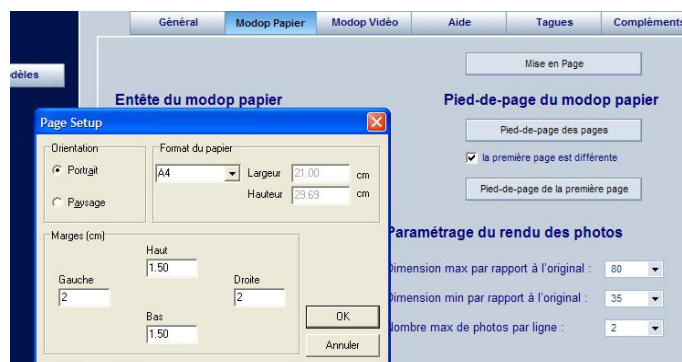 Général Modop Papier Modop Vidéo Aide Tagues Compléments
Mise en Page
Entête du modop papier
Pied-de-page du modop papier
Pied-de-page des pages
la première page est différente
Pied-de-page de la première page
Paramétrage du rendu des photos
Dimension max par rapport à l'original : 80
Dimension min par rapport à l'original : 35
Nombre max de photos par ligne : 2
Page Setup
Orientation
Portrait
Paysage
Format du papier
A4
Largeur 21.00 cm
Hauteur 29.69 cm
Marges (cm)
Haut
1.50
Gauche
2
Droite
2
Bas
1.50
OK
Annuler